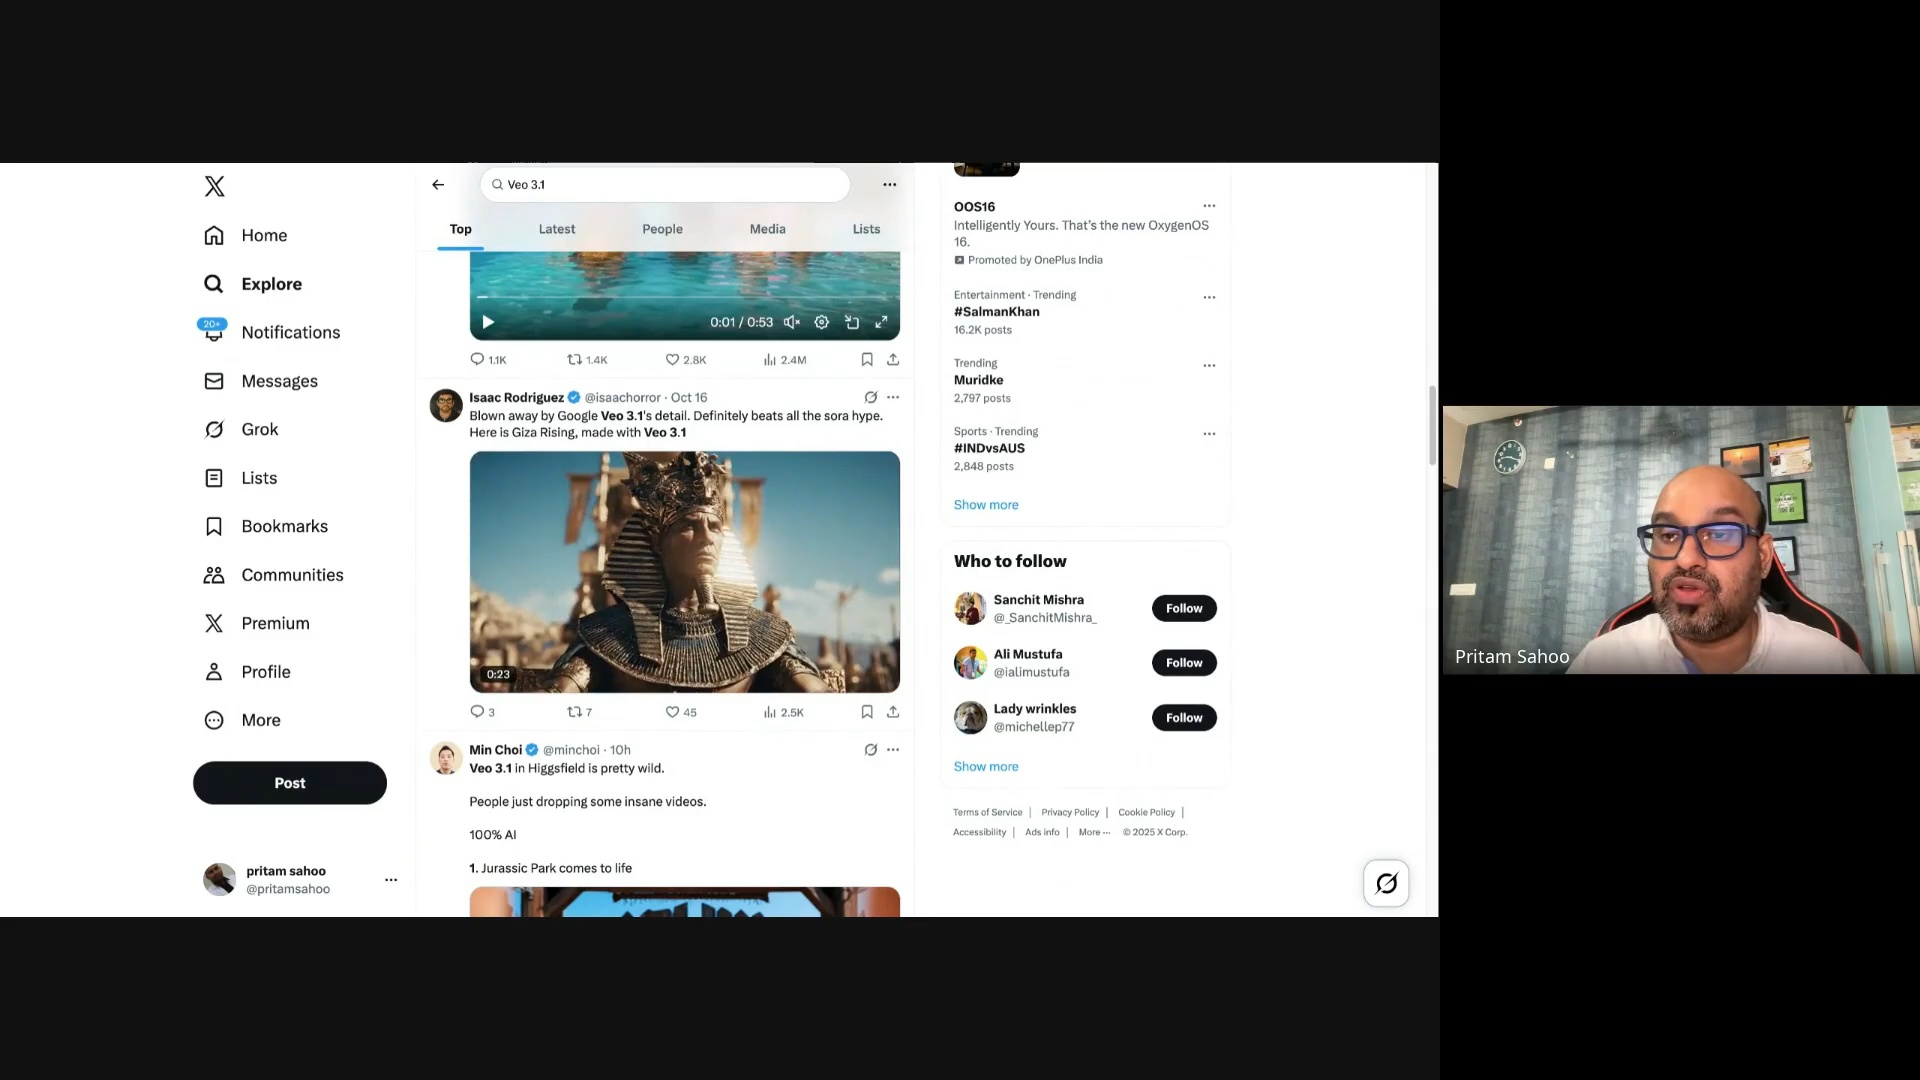 Home
Explore
20+
Notifications
Messages
Grok
Lists
Bookmarks
Communities
Premium
Profile
More
Post
pritam sahoo
@pritamsahoo
Veo 3.1
Top Latest People Media Lists
0:01 / 0:53
1.1K 1.4K 2.8K 2.4M
Isaac Rodriguez @isaachorror · Oct 16
Blown away by Google Veo 3.1's detail. Definitely beats all the sora hype.
Here is Giza Rising, made with Veo 3.1
0:23
3 7 45 2.5K
Min Choi @minchoi · 10h
Veo 3.1 in Higgsfield is pretty wild.
People just dropping some insane videos.
100% AI
1. Jurassic Park comes to life
OOS16
Intelligently Yours. That's the new OxygenOS
16.
Promoted by OnePlus India
Entertainment · Trending
#SalmanKhan
16.2K posts
Trending
Muridke
2,797 posts
Sports · Trending
#INDvsAUS
2,848 posts
Show more
Who to follow
Sanchit Mishra
@_SanchitMishra_
Follow
Ali Mustufa
@ialimustufa
Follow
Lady wrinkles
@michellep77
Follow
Show more
Terms of Service | Privacy Policy | Cookie Policy |
Accessibility | Ads info | More ··· © 2025 X Corp.
Pritam Sahoo